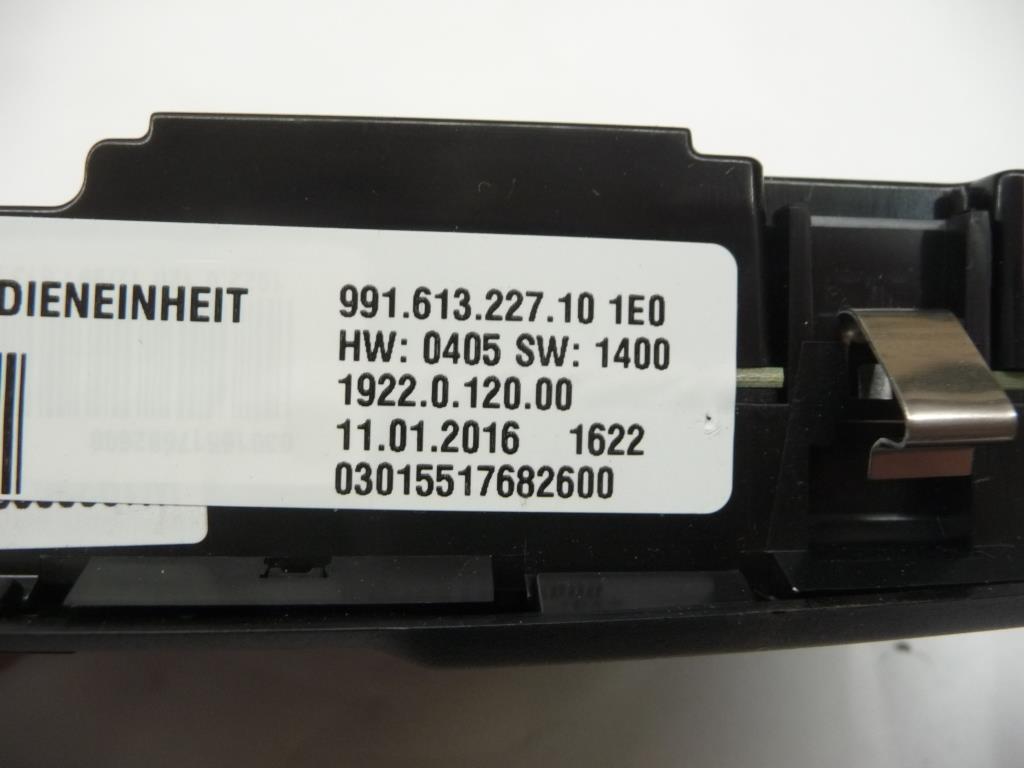 DIENEINHEIT
991.613.227.10 1E0
HW: 0405 SW: 1400
1922.0.120.00
11.01.2016 1622
03015517682600